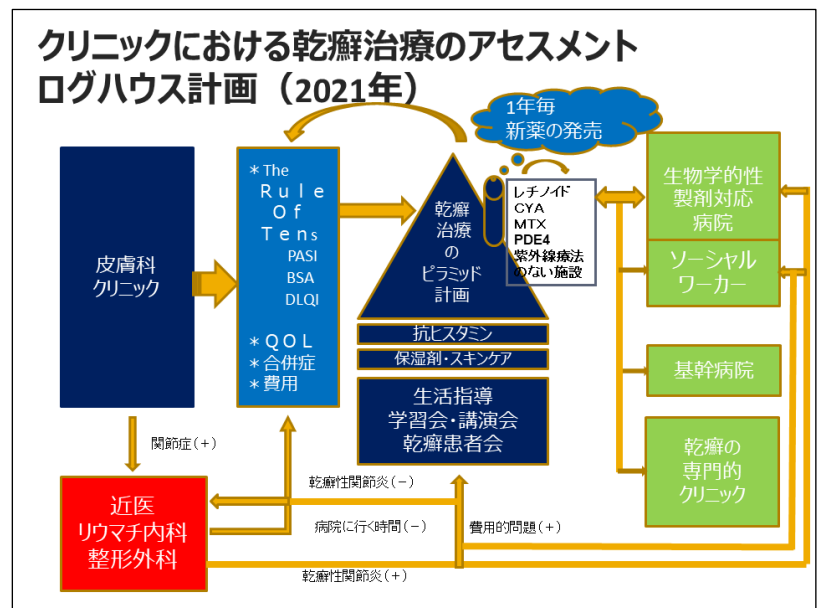 クリニックにおける乾癬治療のアセスメント
ログハウス計画（2021年）
1年毎
新薬の発売
皮膚科
クリニック
＊The
Rule
Of
Tens
PASI
BSA
DLQI
＊QOL
＊合併症
＊費用
乾癬
治療
の
ピラミッド
計画
レチノイド
CYA
MTX
PDE4
紫外線療法
のない施設
生物学的性
製剤対応
病院
ソーシャル
ワーカー
基幹病院
乾癬の
専門的
クリニック
抗ヒスタミン
保湿剤・スキンケア
生活指導
学習会・講演会
乾癬患者会
関節症（＋）
近医
リウマチ内科
整形外科
乾癬性関節炎（－）
病院に行く時間（－）
費用的問題（＋）
乾癬性関節炎（＋）